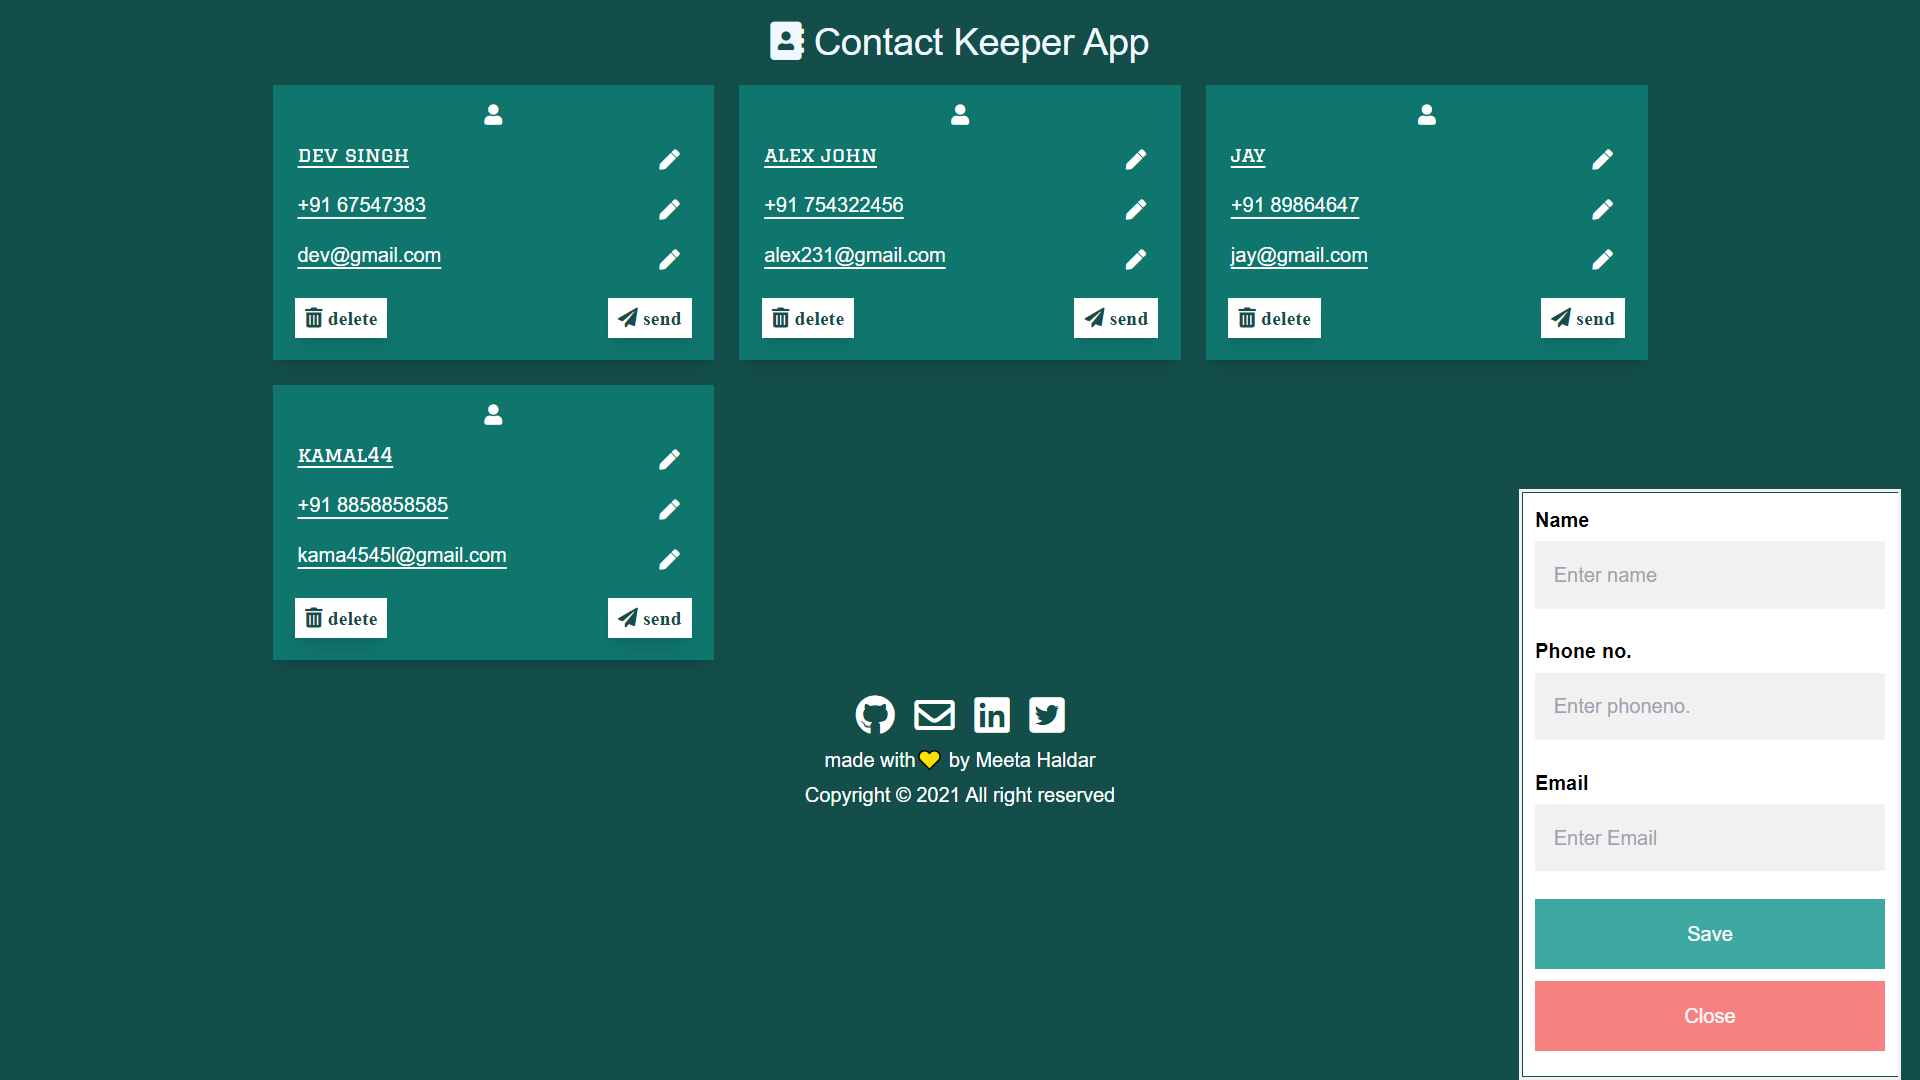 Contact Keeper App
DEV SINGH
+91 67547383
dev@gmail.com
delete
send
ALEX JOHN
+91 754322456
alex231@gmail.com
delete
send
JAY
+91 89864647
jay@gmail.com
delete
send
KAMAL44
+91 8858858585
kama4545l@gmail.com
delete
send
Name
Enter name
Phone no.
Enter phoneno.
Email
Enter Email
Save
Close
in
made with💛 by Meeta Haldar
Copyright © 2021 All right reserved